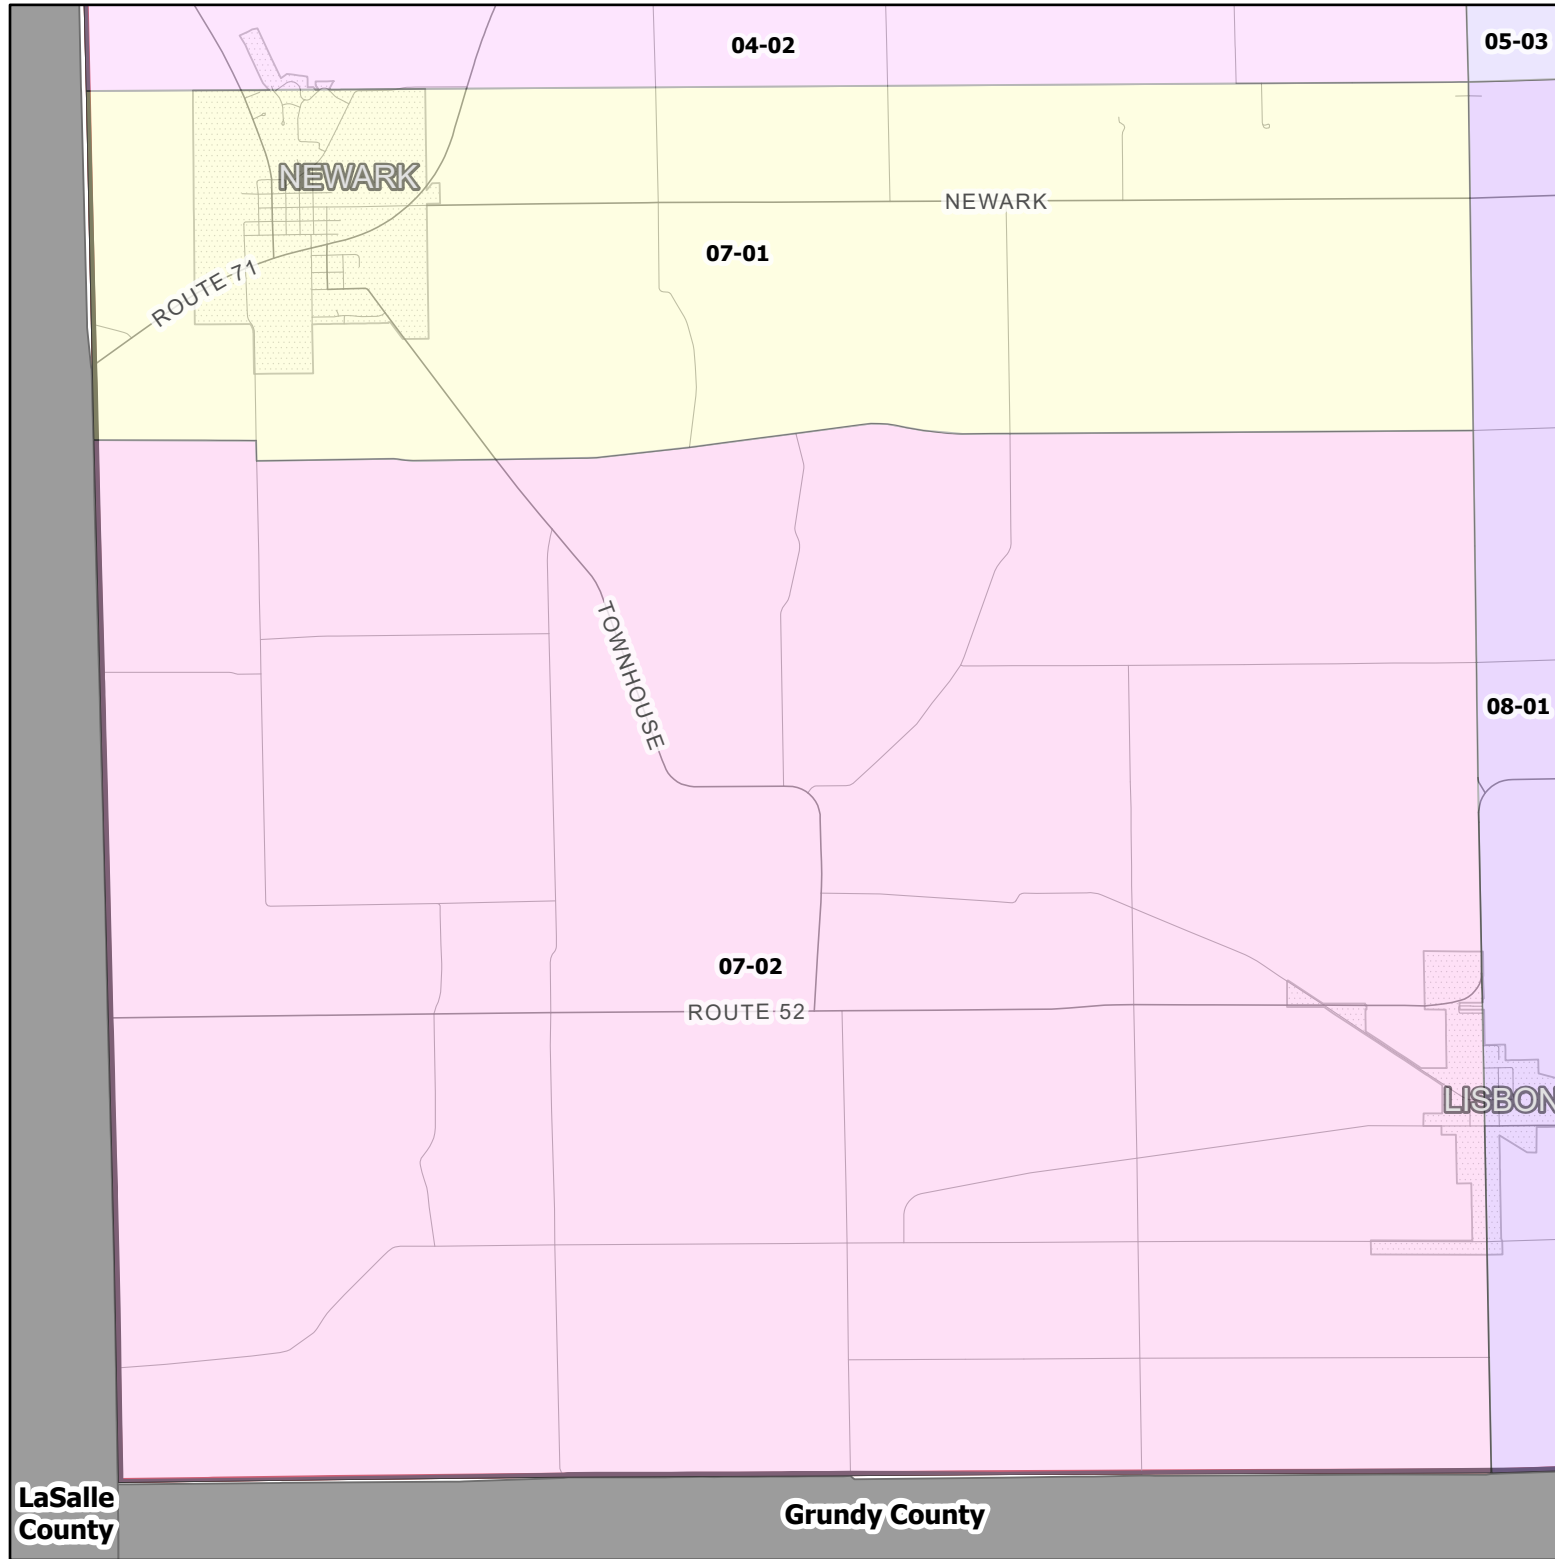 04-02
05-03
NEWARK
NEWARK
07-01
ROUTE 71
TOWNHOUSE
08-01
07-02
ROUTE 52
LISBON
LaSalle
County
Grundy County